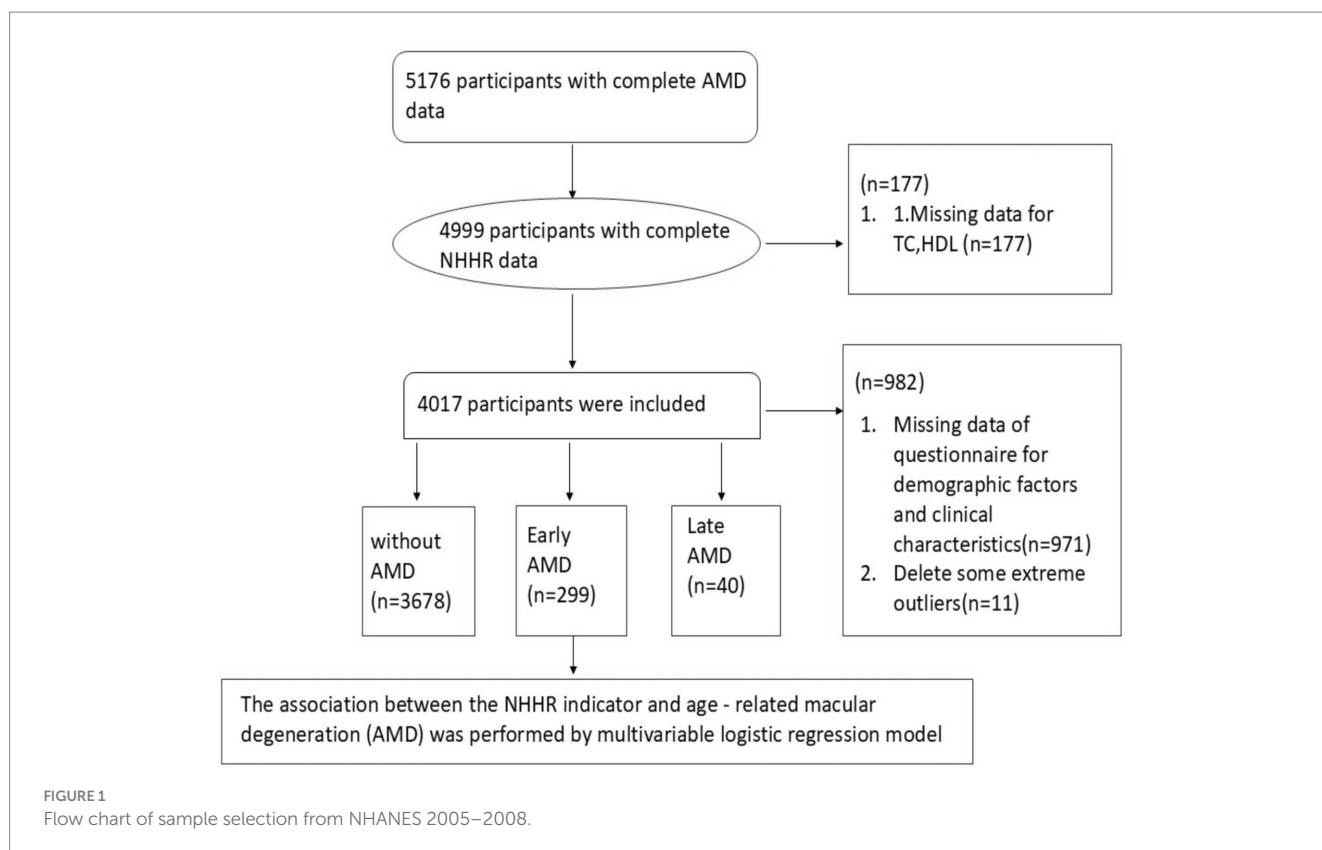 5176 participants with complete AMD
data
4999 participants with complete
NHHR data
(n=177)
1. 1.Missing data for
TC,HDL (n=177)
4017 participants were included
(n=982)
1. Missing data of
questionnaire for
demographic factors
and clinical
characteristics(n=971)
2. Delete some extreme
outliers(n=11)
without
AMD
(n=3678)
Early
AMD
(n=299)
Late
AMD
(n=40)
The association between the NHHR indicator and age - related macular
degeneration (AMD) was performed by multivariable logistic regression model
FIGURE 1
Flow chart of sample selection from NHANES 2005–2008.